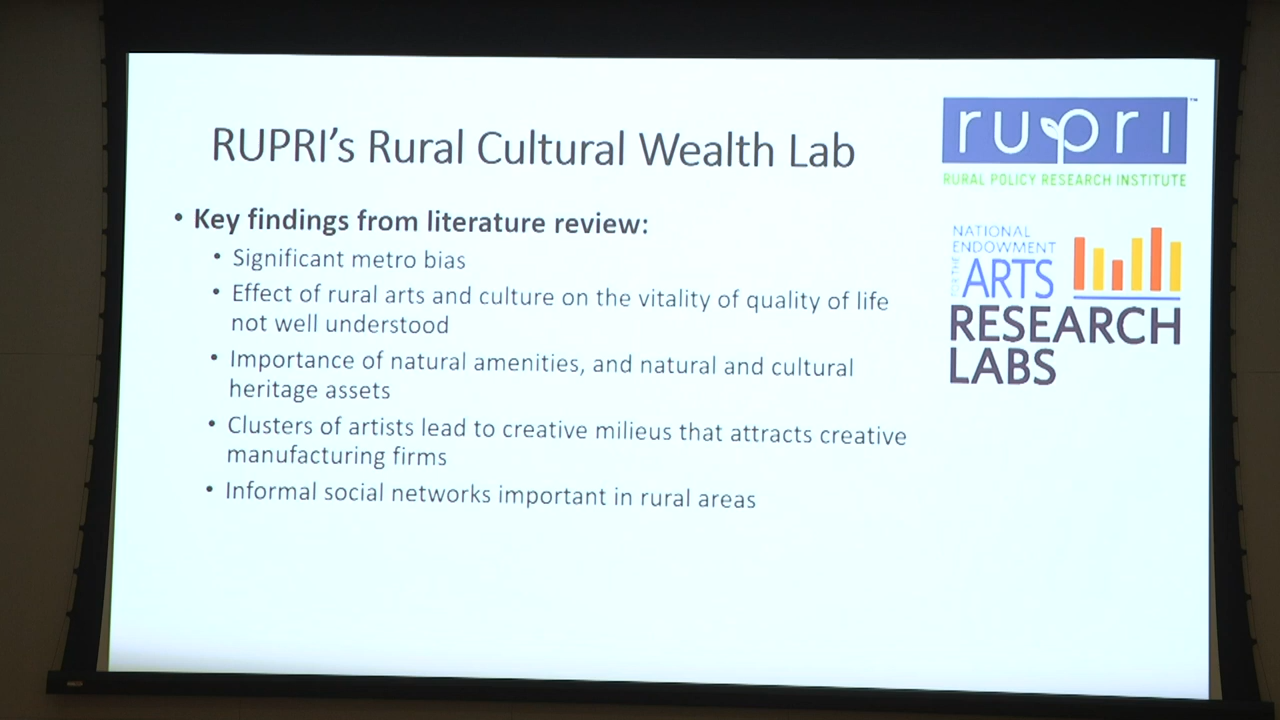 RUPRI's Rural Cultural Wealth Lab
rupri™
RURAL POLICY RESEARCH INSTITUTE
• Key findings from literature review:
• Significant metro bias
• Effect of rural arts and culture on the vitality of quality of life
not well understood
• Importance of natural amenities, and natural and cultural
heritage assets
• Clusters of artists lead to creative milieus that attracts creative
manufacturing firms
• Informal social networks important in rural areas
NATIONAL
ENDOWMENT
FOR THE
ARTS
RESEARCH
LABS